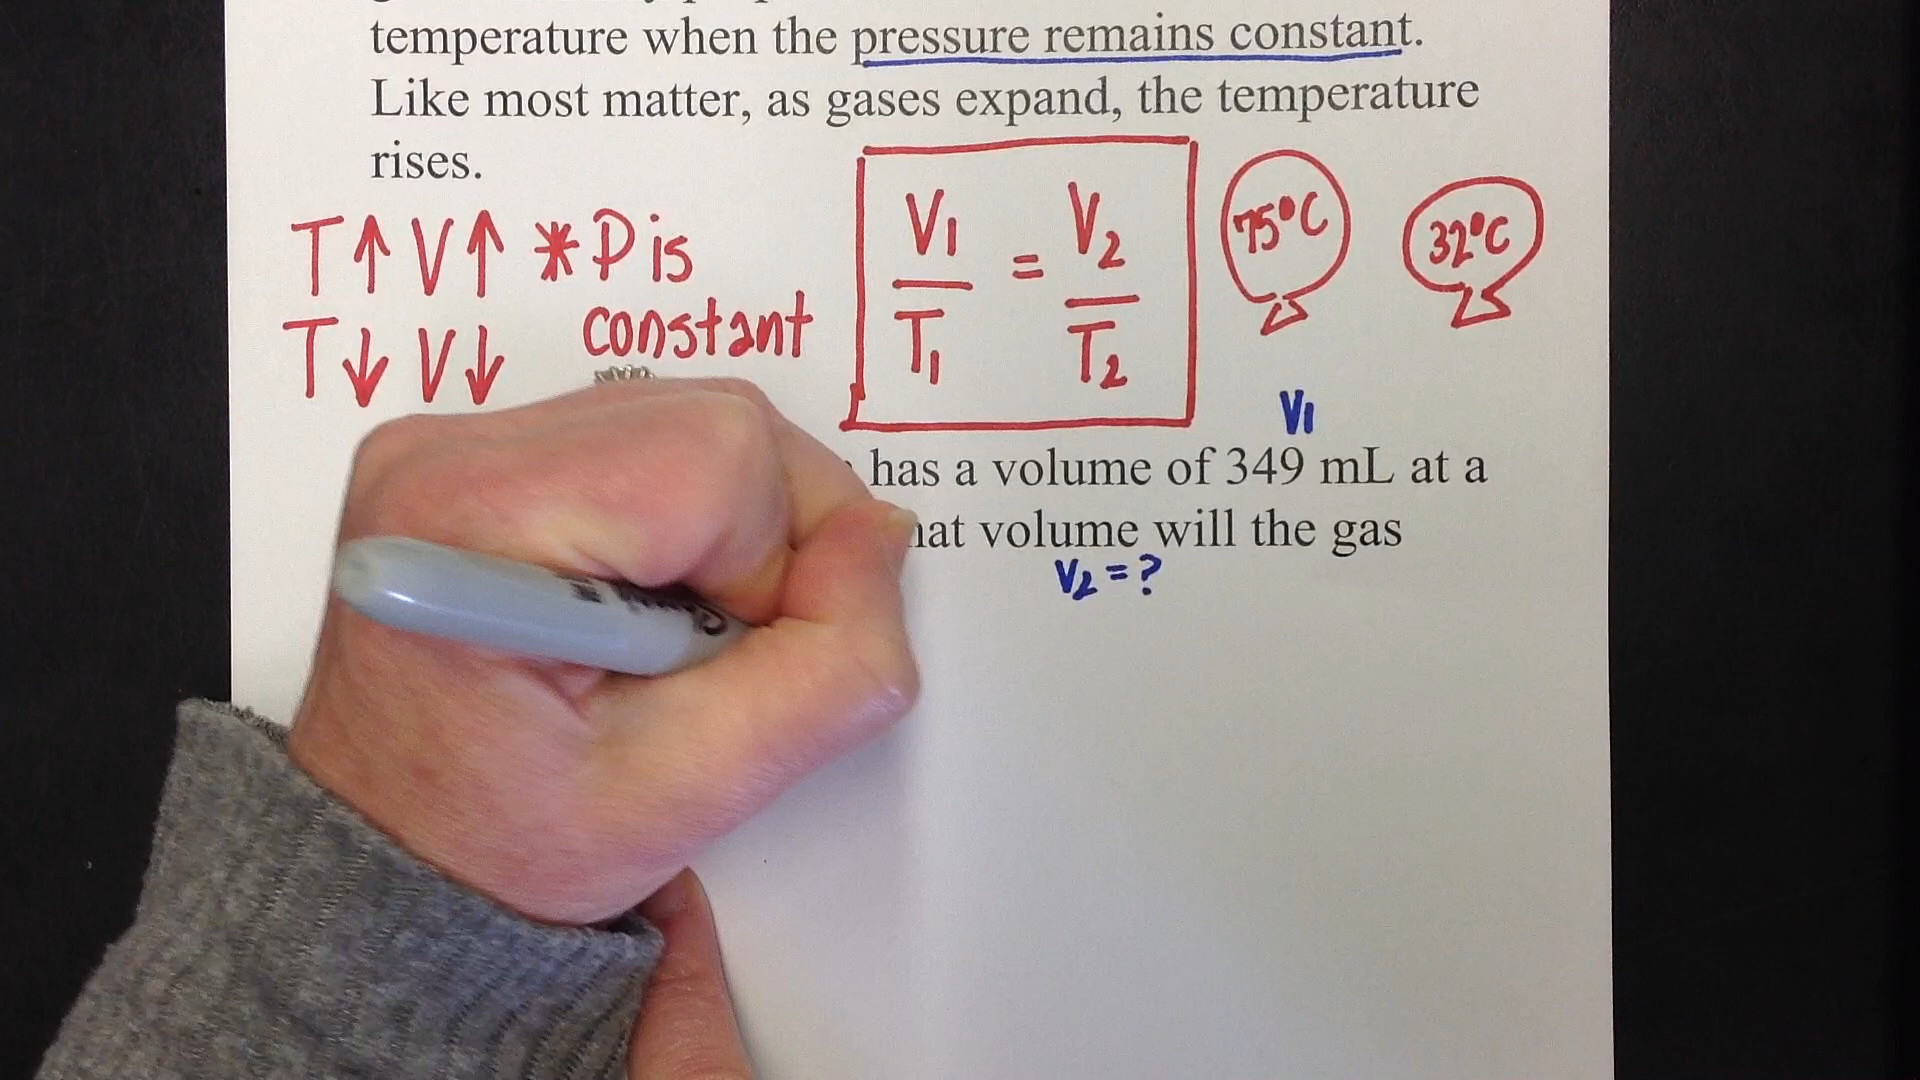 temperature when the pressure remains constant.
Like most matter, as gases expand, the temperature
rises.
T↑ V↑ * P is
constant
T↓ V↓
V1 = V2
T1 T2
75°C
32°C
V1
has a volume of 349 mL at a
volume will the gas
V2 = ?